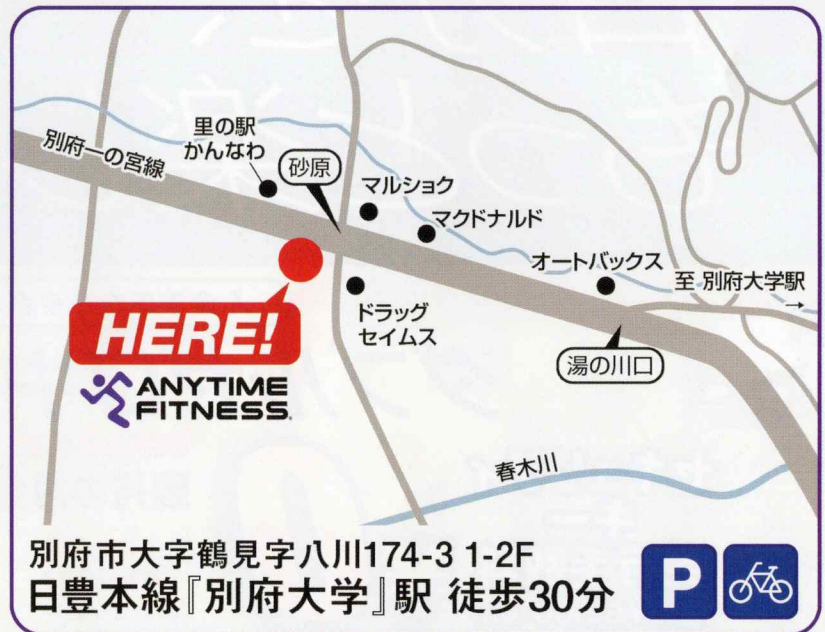 別府一の宮線
里の駅
かんなわ
砂原
マルショク
マクドナルド
オートバックス
至 別府大学駅
→
ドラッグ
セイムス
湯の川口
HERE!
ANYTIME
FITNESS
春木川
別府市大字鶴見字八川174-3 1-2F
日豊本線『別府大学』駅 徒歩30分
P